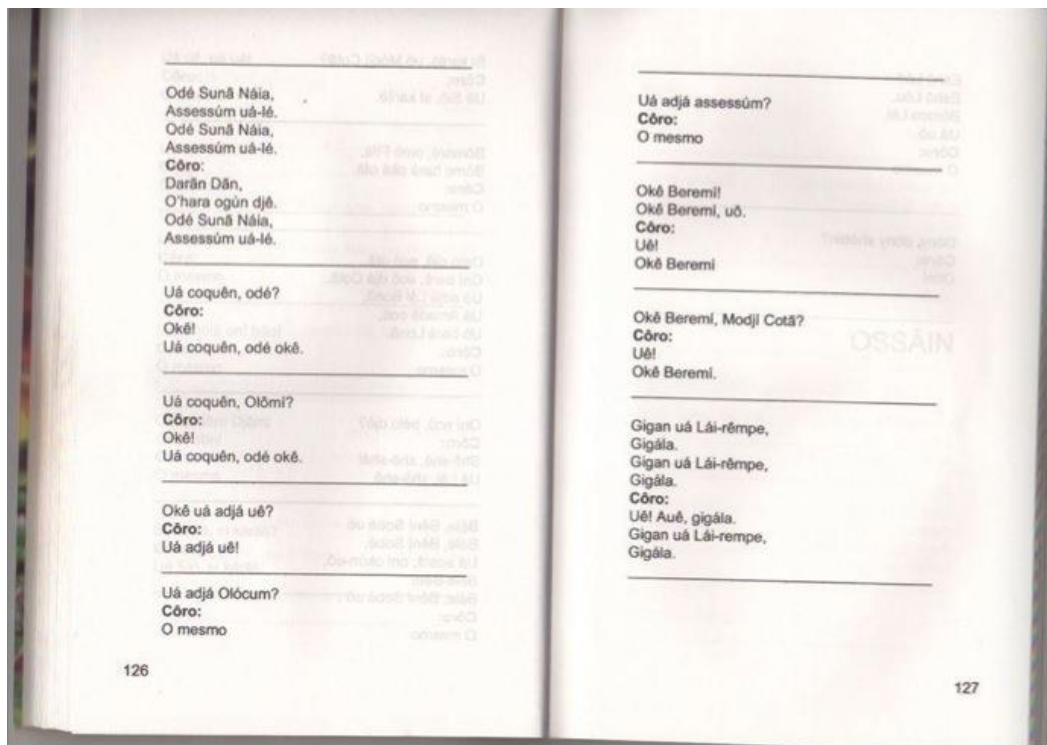 Odé Sunã Náia,
Assessúm uá-lé.
Odé Sunã Náia,
Assessúm uá-lé.
Côro:
Darãn Dãn,
O'hara ogún djê.
Odé Sunã Náia,
Assessúm uá-lé.
Uá coquên, odé?
Côro:
Okê!
Uá coquên, odé okê.
Uá coquên, Olômi?
Côro:
Okê!
Uá coquên, odé okê.
Okê uá adjá uê?
Côro:
Uá adjá uê!
Uá adjá Olócum?
Côro:
O mesmo
126
Uá adjá assessúm?
Côro:
O mesmo
Okê Beremi!
Okê Beremi, uô.
Côro:
Uê!
Okê Beremi
Okê Beremí, Modjí Cotã?
Côro:
Uê!
Okê Beremí.
Gigan uá Lái-rêmpe,
Gigála.
Gigan uá Lái-rêmpe,
Gigála.
Côro:
Uê! Auê, gigála.
Gigan uá Lái-rempe,
Gigála.
127